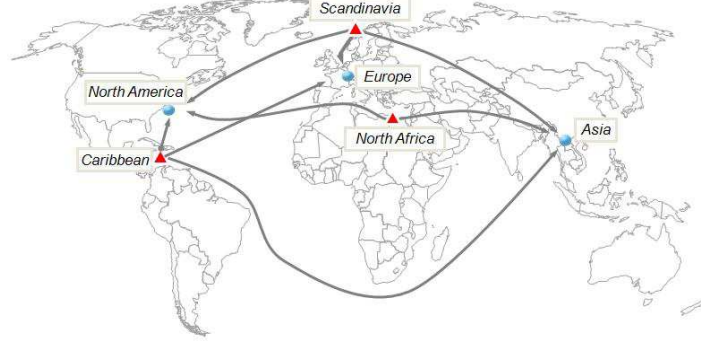 Scandinavia
Europe
North America
Asia
North Africa
Caribbean